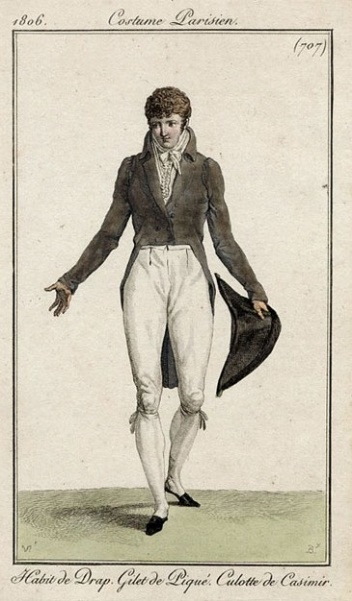 1806. Costume Parisien.
(707)
Habit de Drap. Gilet de Piqué. Culotte de Casimir.